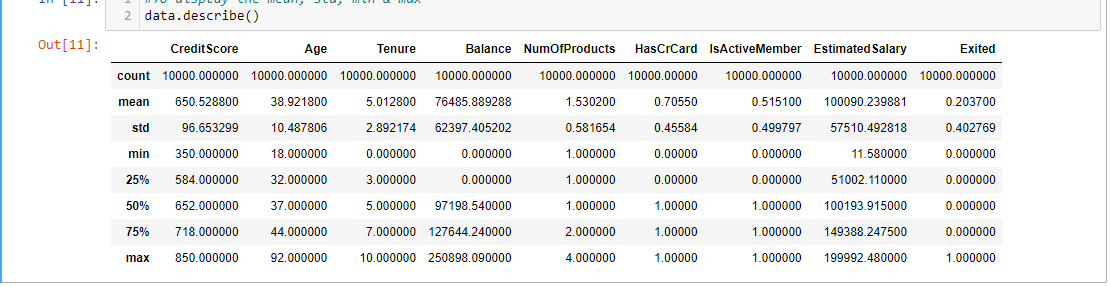 In [11]: 1 #To display the mean, std, min & max
2 data.describe()
Out[11]:
CreditScore Age Tenure Balance NumOfProducts HasCrCard IsActiveMember EstimatedSalary Exited
count 10000.000000 10000.000000 10000.000000 10000.000000 10000.000000 10000.00000 10000.000000 10000.000000 10000.000000
mean 650.528800 38.921800 5.012800 76485.889288 1.530200 0.70550 0.515100 100090.239881 0.203700
std 96.653299 10.487806 2.892174 62397.405202 0.581654 0.45584 0.499797 57510.492818 0.402769
min 350.000000 18.000000 0.000000 0.000000 1.000000 0.00000 0.000000 11.580000 0.000000
25% 584.000000 32.000000 3.000000 0.000000 1.000000 0.00000 0.000000 51002.110000 0.000000
50% 652.000000 37.000000 5.000000 97198.540000 1.000000 1.00000 1.000000 100193.915000 0.000000
75% 718.000000 44.000000 7.000000 127644.240000 2.000000 1.00000 1.000000 149388.247500 0.000000
max 850.000000 92.000000 10.000000 250898.090000 4.000000 1.00000 1.000000 199992.480000 1.000000